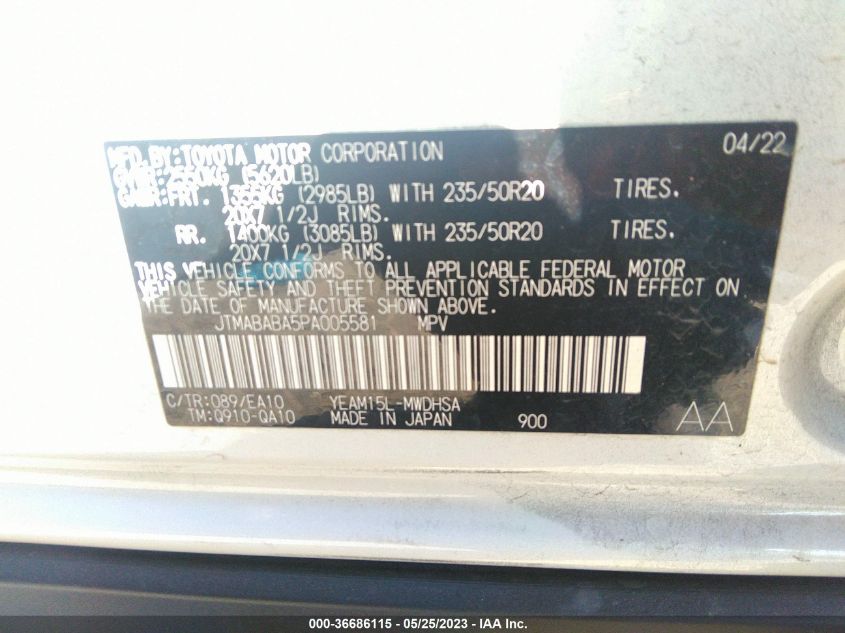 MFD. BY: TOYOTA MOTOR CORPORATION 04/22
GVWR: 2550KG (5620LB)
GAWR: FRT. 1355KG (2985LB) WITH 235/50R20 TIRES.
20X7 1/2J RIMS.
RR. 1400KG (3085LB) WITH 235/50R20 TIRES.
20X7 1/2J RIMS.
THIS VEHICLE CONFORMS TO ALL APPLICABLE FEDERAL MOTOR
VEHICLE SAFETY AND THEFT PREVENTION STANDARDS IN EFFECT ON
THE DATE OF MANUFACTURE SHOWN ABOVE.
JTMABABA5PA005581 MPV
C/TR: 089/EA10 YEAM15L-MWDHSA
TM: Q910-QA10 MADE IN JAPAN 900 AA
000-36686115 - 05/25/2023 - IAA Inc.